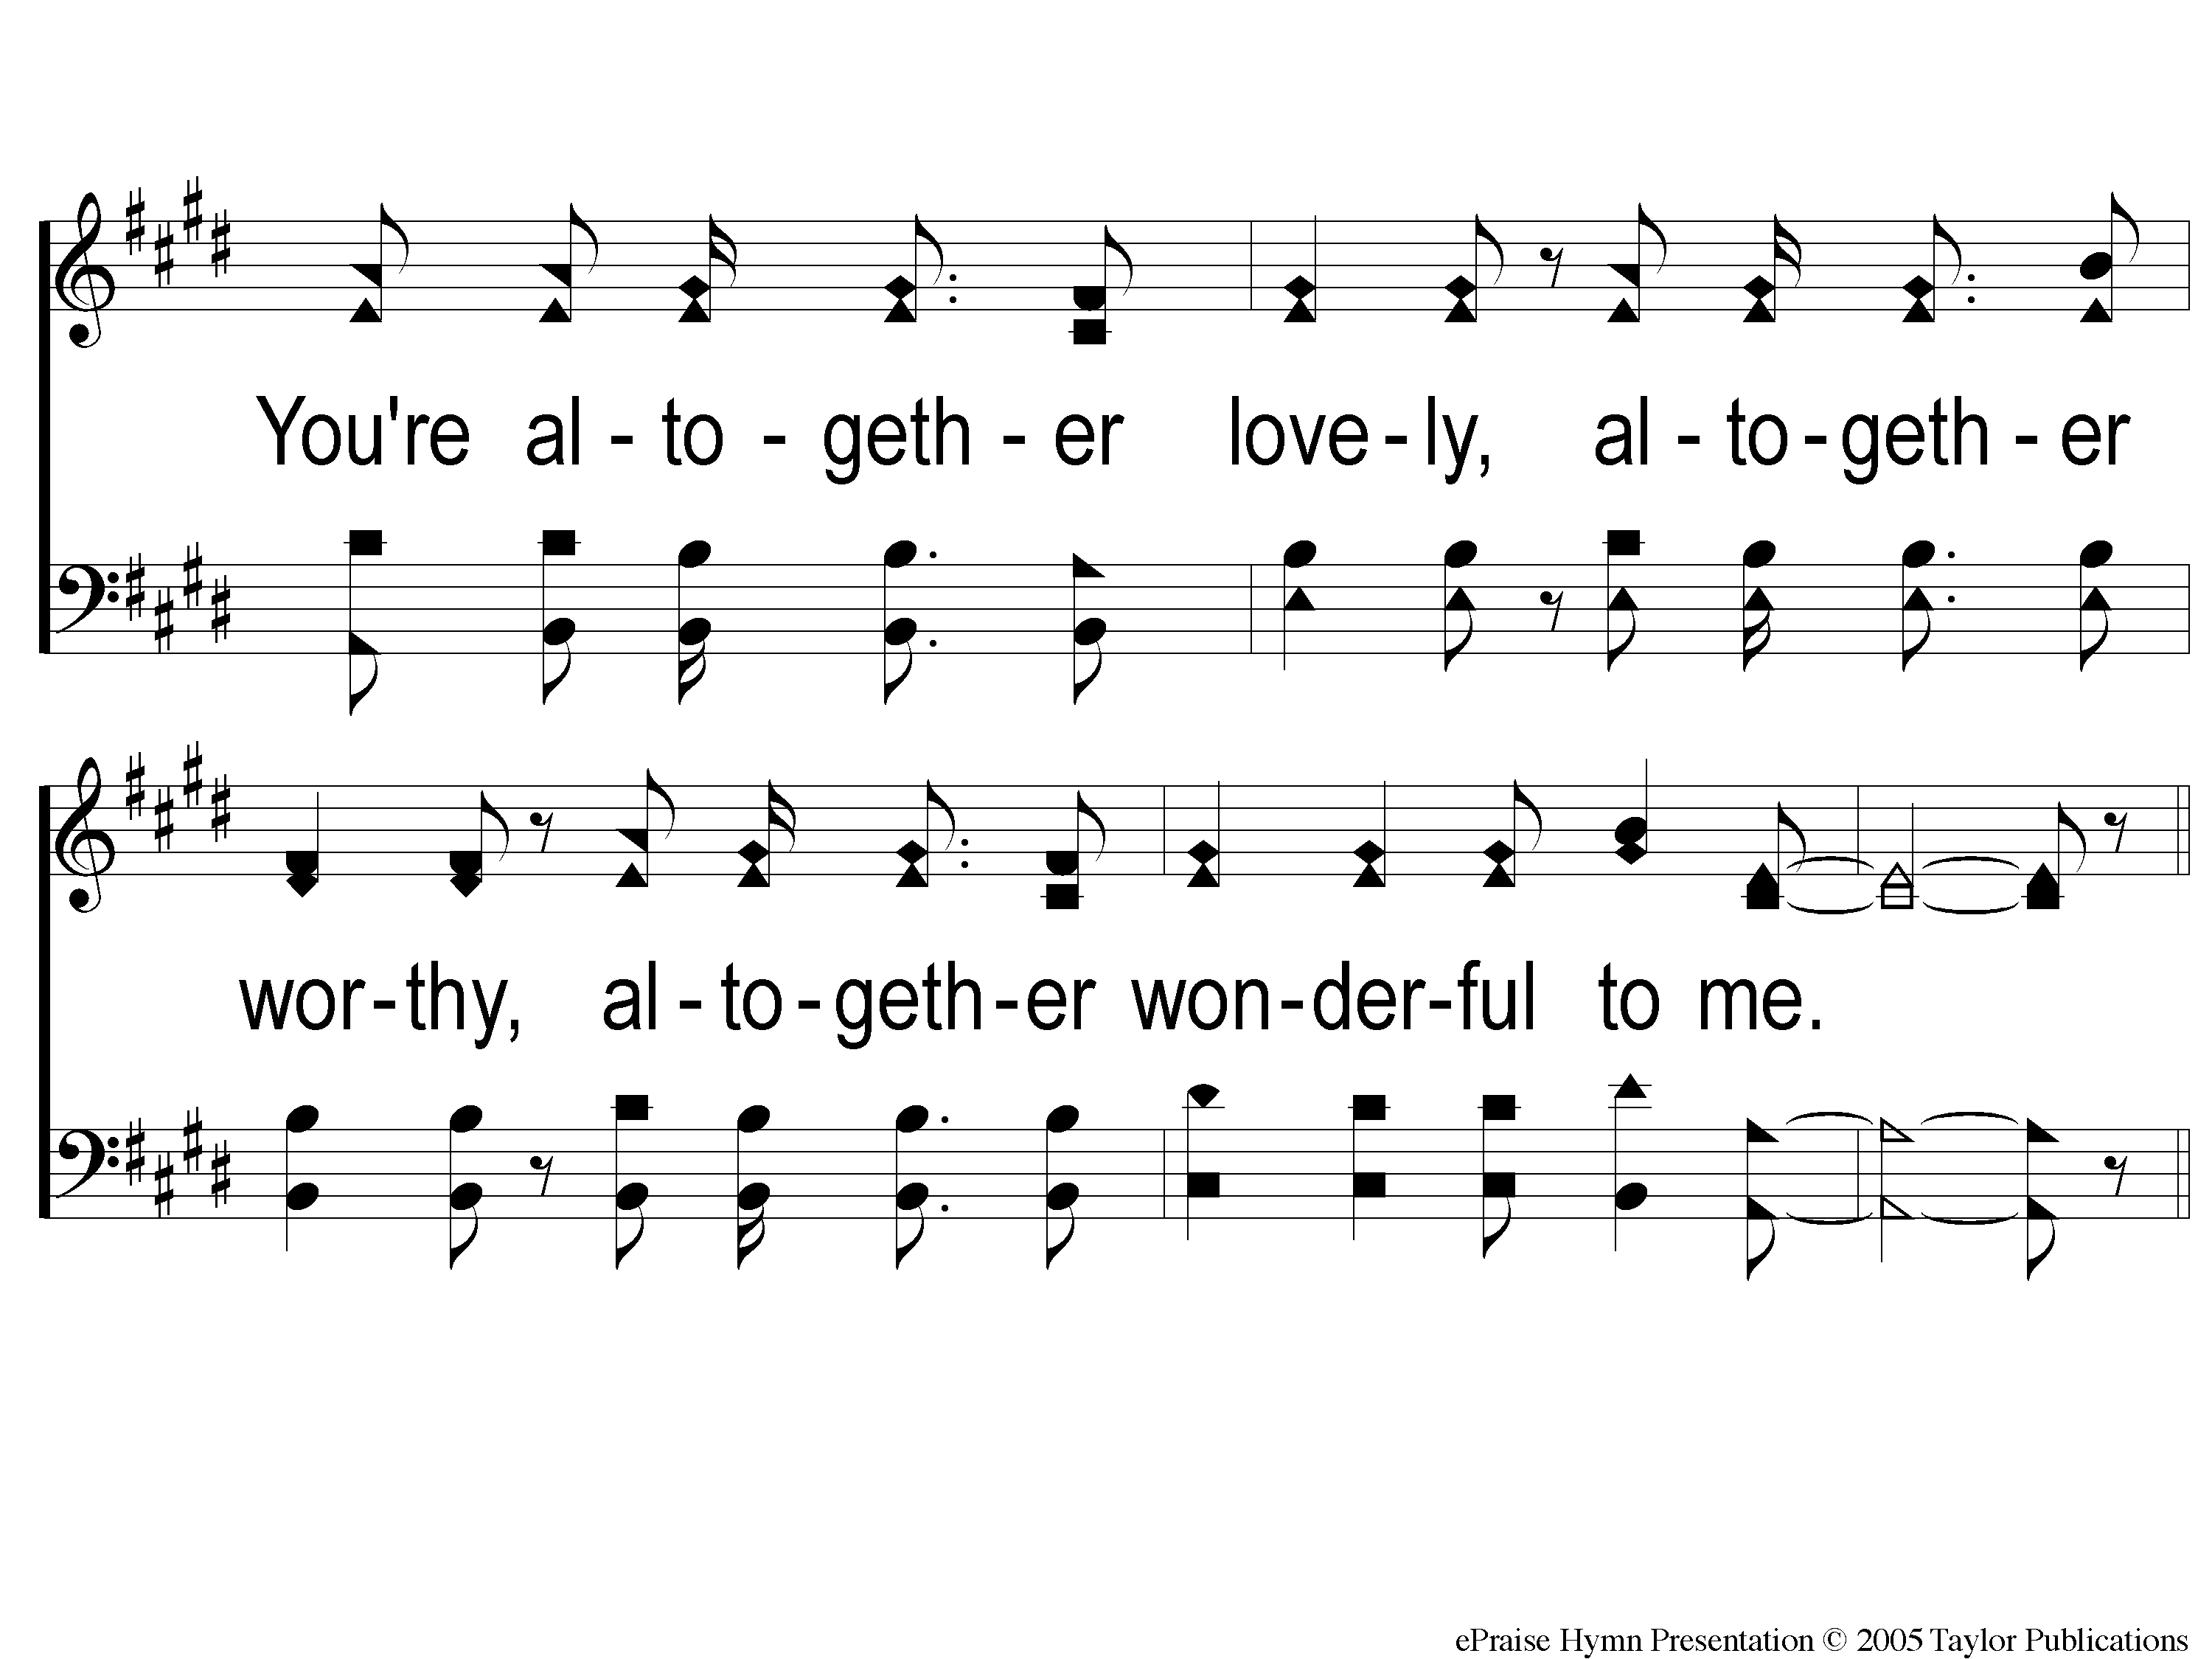 You're al - to - geth - er love - ly, al - to - geth - er
wor - thy, al - to - geth - er won - der - ful to me.
ePraise Hymn Presentation © 2005 Taylor Publications